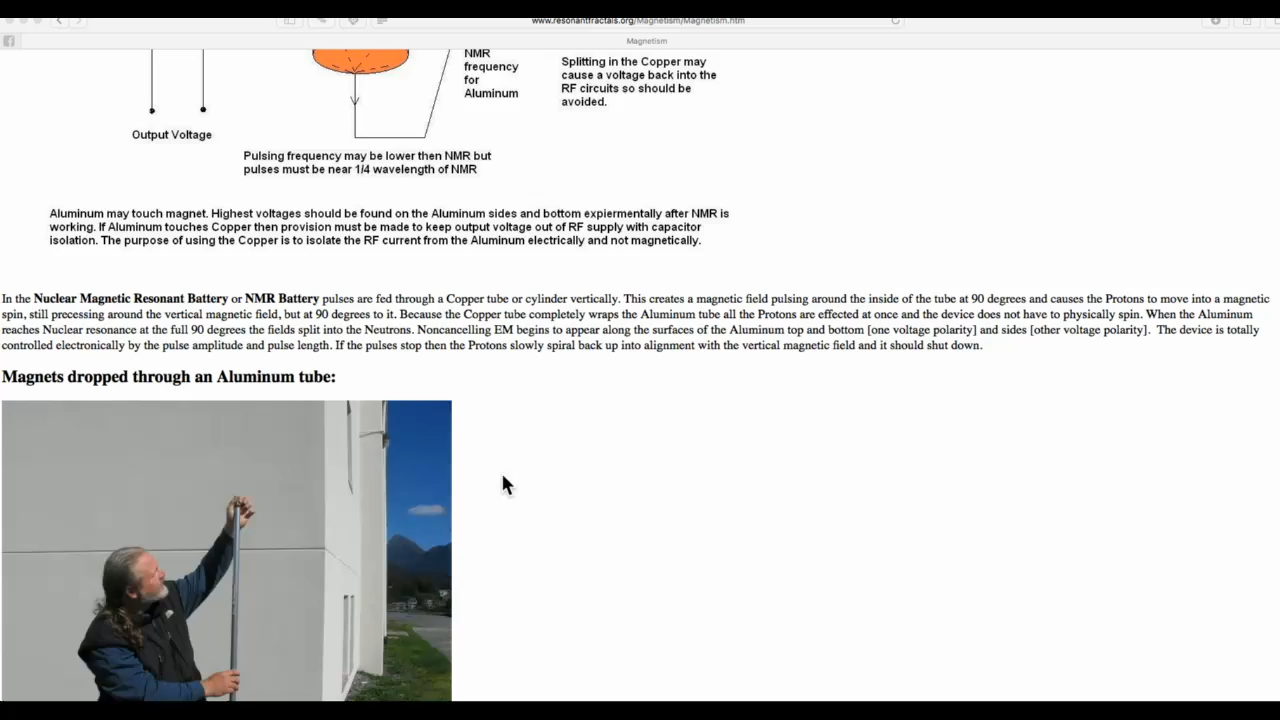 www.resonantfractals.org/Magnetism/Magnetism.htm
Magnetism
NMR
frequency
for
Aluminum
Splitting in the Copper may
cause a voltage back into the
RF circuits so should be
avoided.
Output Voltage
Pulsing frequency may be lower then NMR but
pulses must be near 1/4 wavelength of NMR
Aluminum may touch magnet. Highest voltages should be found on the Aluminum sides and bottom expiermentally after NMR is
working. If Aluminum touches Copper then provision must be made to keep output voltage out of RF supply with capacitor
isolation. The purpose of using the Copper is to isolate the RF current from the Aluminum electrically and not magnetically.
In the Nuclear Magnetic Resonant Battery or NMR Battery pulses are fed through a Copper tube or cylinder vertically. This creates a magnetic field pulsing around the inside of the tube at 90 degrees and causes the Protons to move into a magnetic
spin, still precessing around the vertical magnetic field, but at 90 degrees to it. Because the Copper tube completely wraps the Aluminum tube all the Protons are effected at once and the device does not have to physically spin. When the Aluminum
reaches Nuclear resonance at the full 90 degrees the fields split into the Neutrons. Noncancelling EM begins to appear along the surfaces of the Aluminum top and bottom [one voltage polarity] and sides [other voltage polarity]. The device is totally
controlled electronically by the pulse amplitude and pulse length. If the pulses stop then the Protons slowly spiral back up into alignment with the vertical magnetic field and it should shut down.
Magnets dropped through an Aluminum tube: